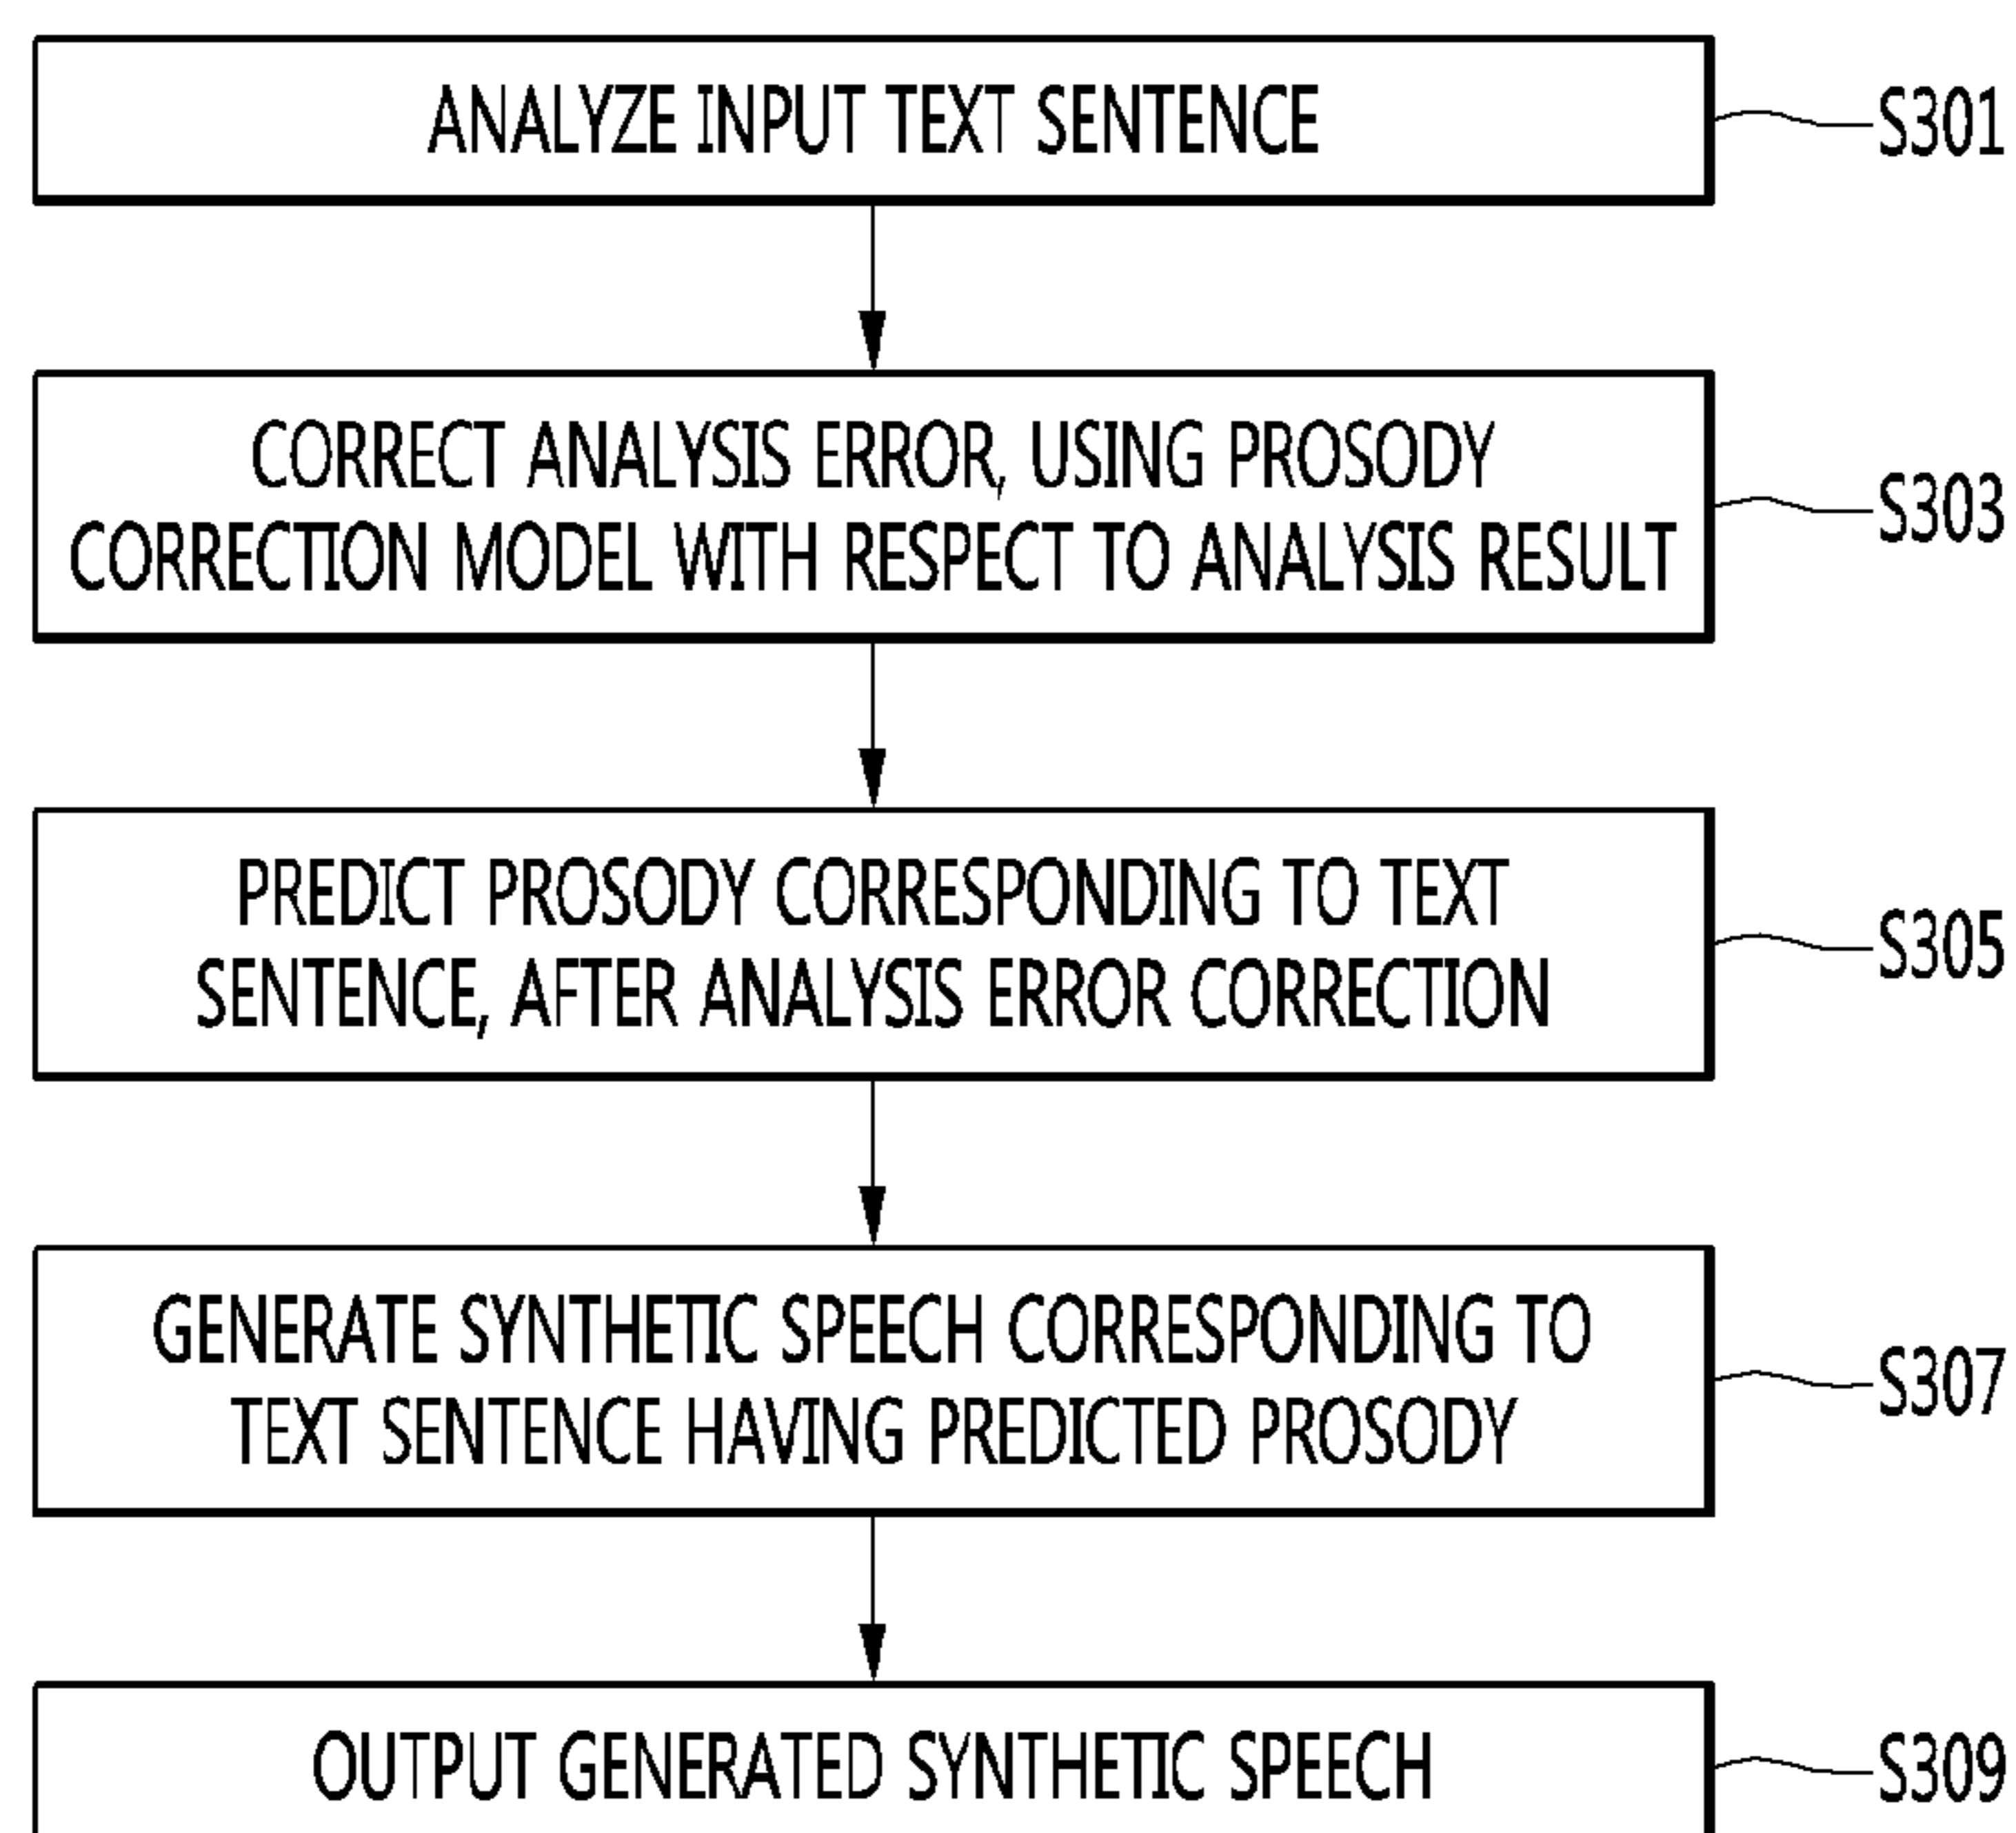 ANALYZE INPUT TEXT SENTENCE
S301
CORRECT ANALYSIS ERROR, USING PROSODY
CORRECTION MODEL WITH RESPECT TO ANALYSIS RESULT
S303
PREDICT PROSODY CORRESPONDING TO TEXT
SENTENCE, AFTER ANALYSIS ERROR CORRECTION
S305
GENERATE SYNTHETIC SPEECH CORRESPONDING TO
TEXT SENTENCE HAVING PREDICTED PROSODY
S307
OUTPUT GENERATED SYNTHETIC SPEECH
S309